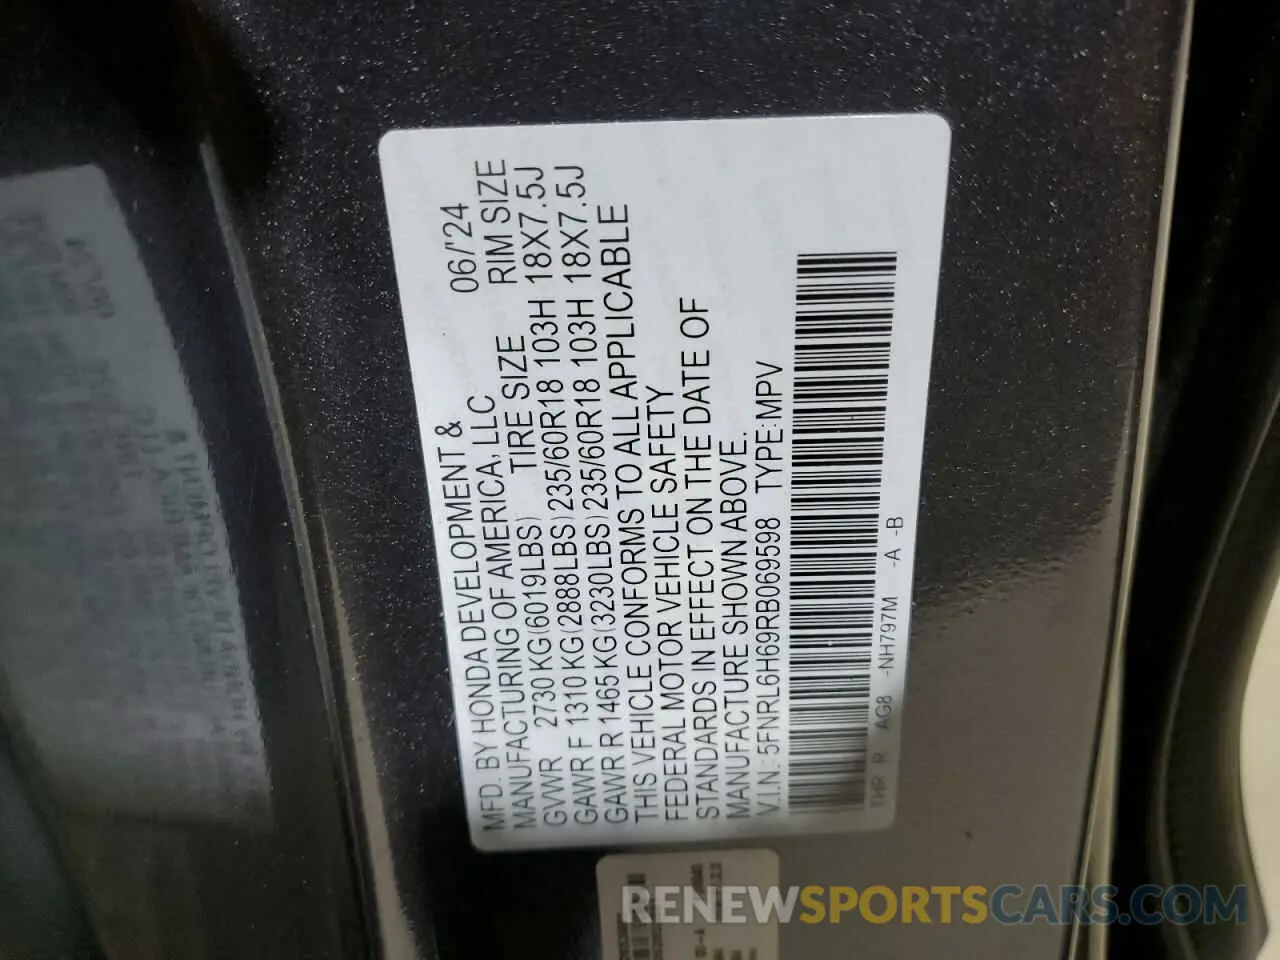 MFD. BY HONDA DEVELOPMENT & 06/'24
MANUFACTURING OF AMERICA, LLC
TIRE SIZE RIM SIZE
GVWR 2730 KG(6019LBS)
GAWR F 1310 KG(2888LBS) 235/60R18 103H 18X7.5J
GAWR R 1465 KG(3230LBS) 235/60R18 103H 18X7.5J
THIS VEHICLE CONFORMS TO ALL APPLICABLE
FEDERAL MOTOR VEHICLE SAFETY
STANDARDS IN EFFECT ON THE DATE OF
MANUFACTURE SHOWN ABOVE.
V.I.N.: 5FNRL6H69RB069598 TYPE:MPV
THR R AG8 -NH797M -A -B
RENEWSPORTSCARS.COM